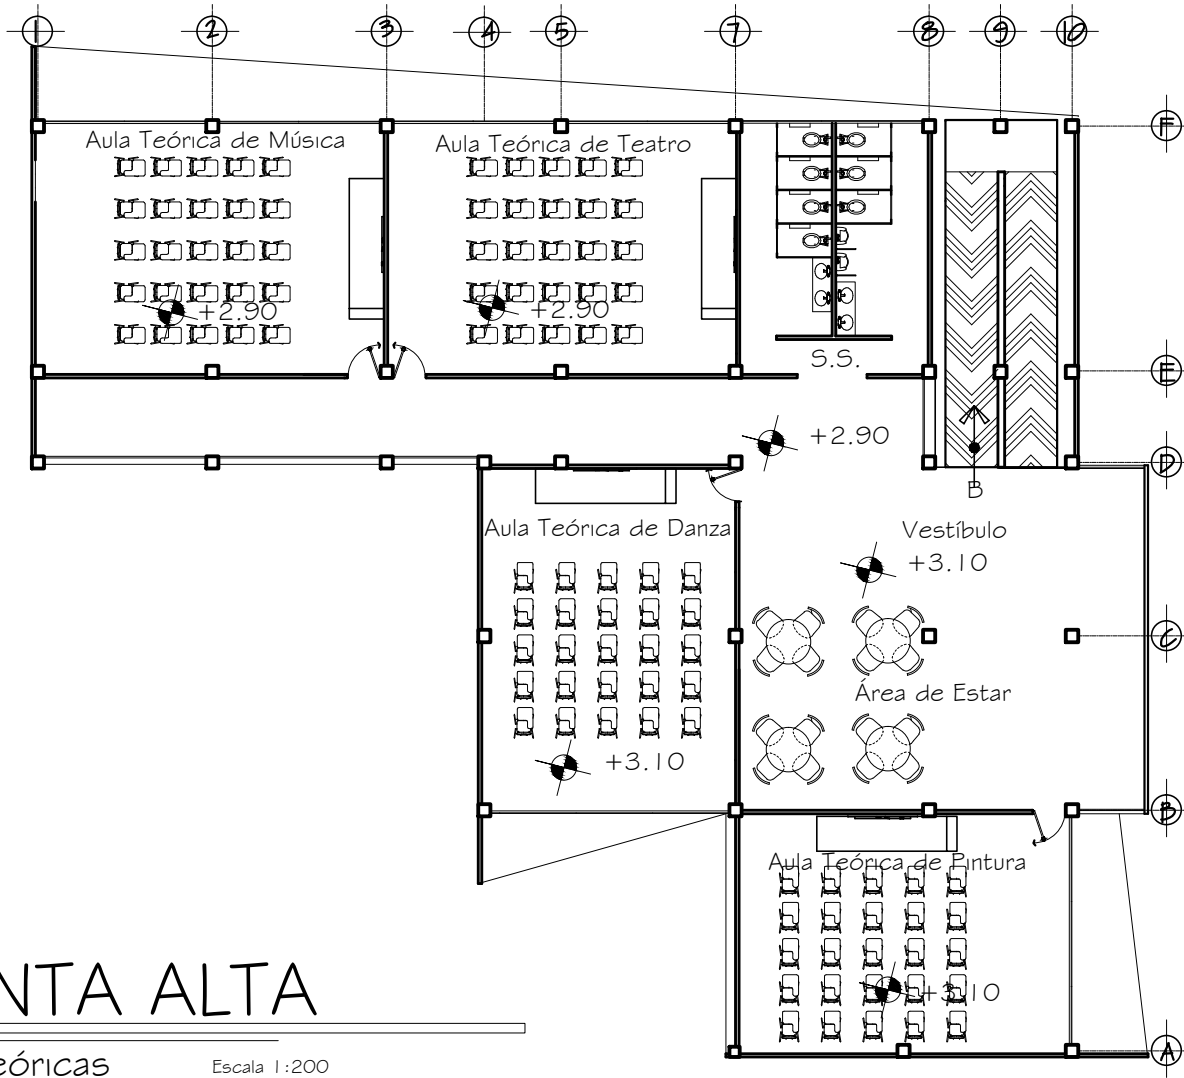 1 2 3 4 5 7 8 9 10
F
Aula Teórica de Música
Aula Teórica de Teatro
+2.90
+2.90
S.S.
E
+2.90
D
B
Aula Teórica de Danza
Vestíbulo
+3.10
C
Área de Estar
+3.10
B
Aula Teórica de Pintura
+3.10
NTA ALTA
eóricas
Escala 1:200
A